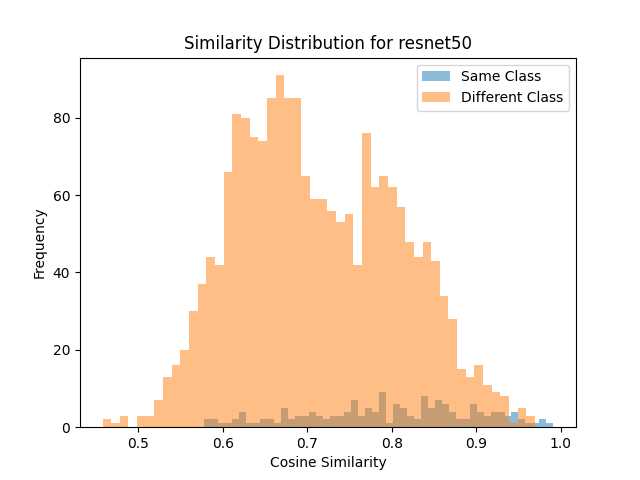 Similarity Distribution for resnet50
Same Class
Different Class
80
60
40
20
0
Frequency
0.5 0.6 0.7 0.8 0.9 1.0
Cosine Similarity